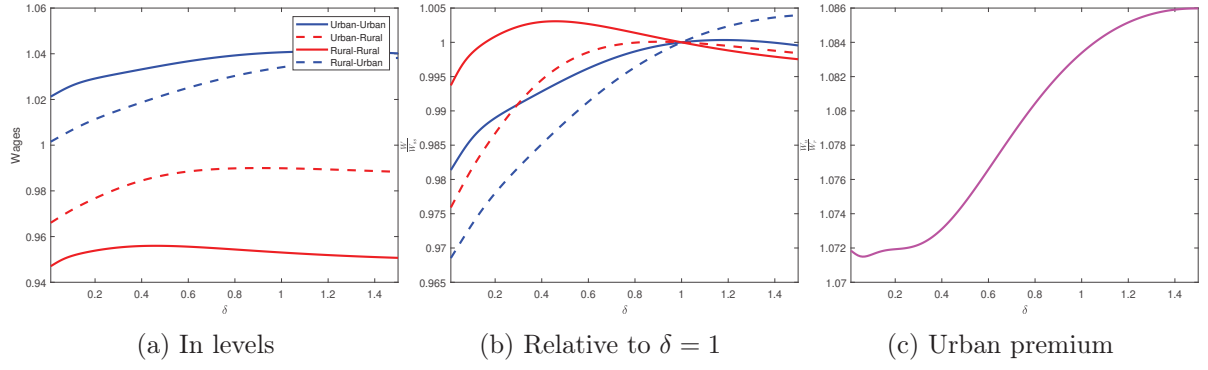 1.06
1.04
1.02
1
0.98
0.96
0.94
Wages
0.2 0.4 0.6 0.8 1 1.2 1.4
δ
Urban-Urban
Urban-Rural
Rural-Rural
Rural-Urban
(a) In levels
1.005
1
0.995
0.99
0.985
0.98
0.975
0.97
0.965
0.2 0.4 0.6 0.8 1 1.2 1.4
δ
(b) Relative to δ = 1
1.086
1.084
1.082
1.08
1.078
1.076
1.074
1.072
1.07
0.2 0.4 0.6 0.8 1 1.2 1.4
δ
(c) Urban premium